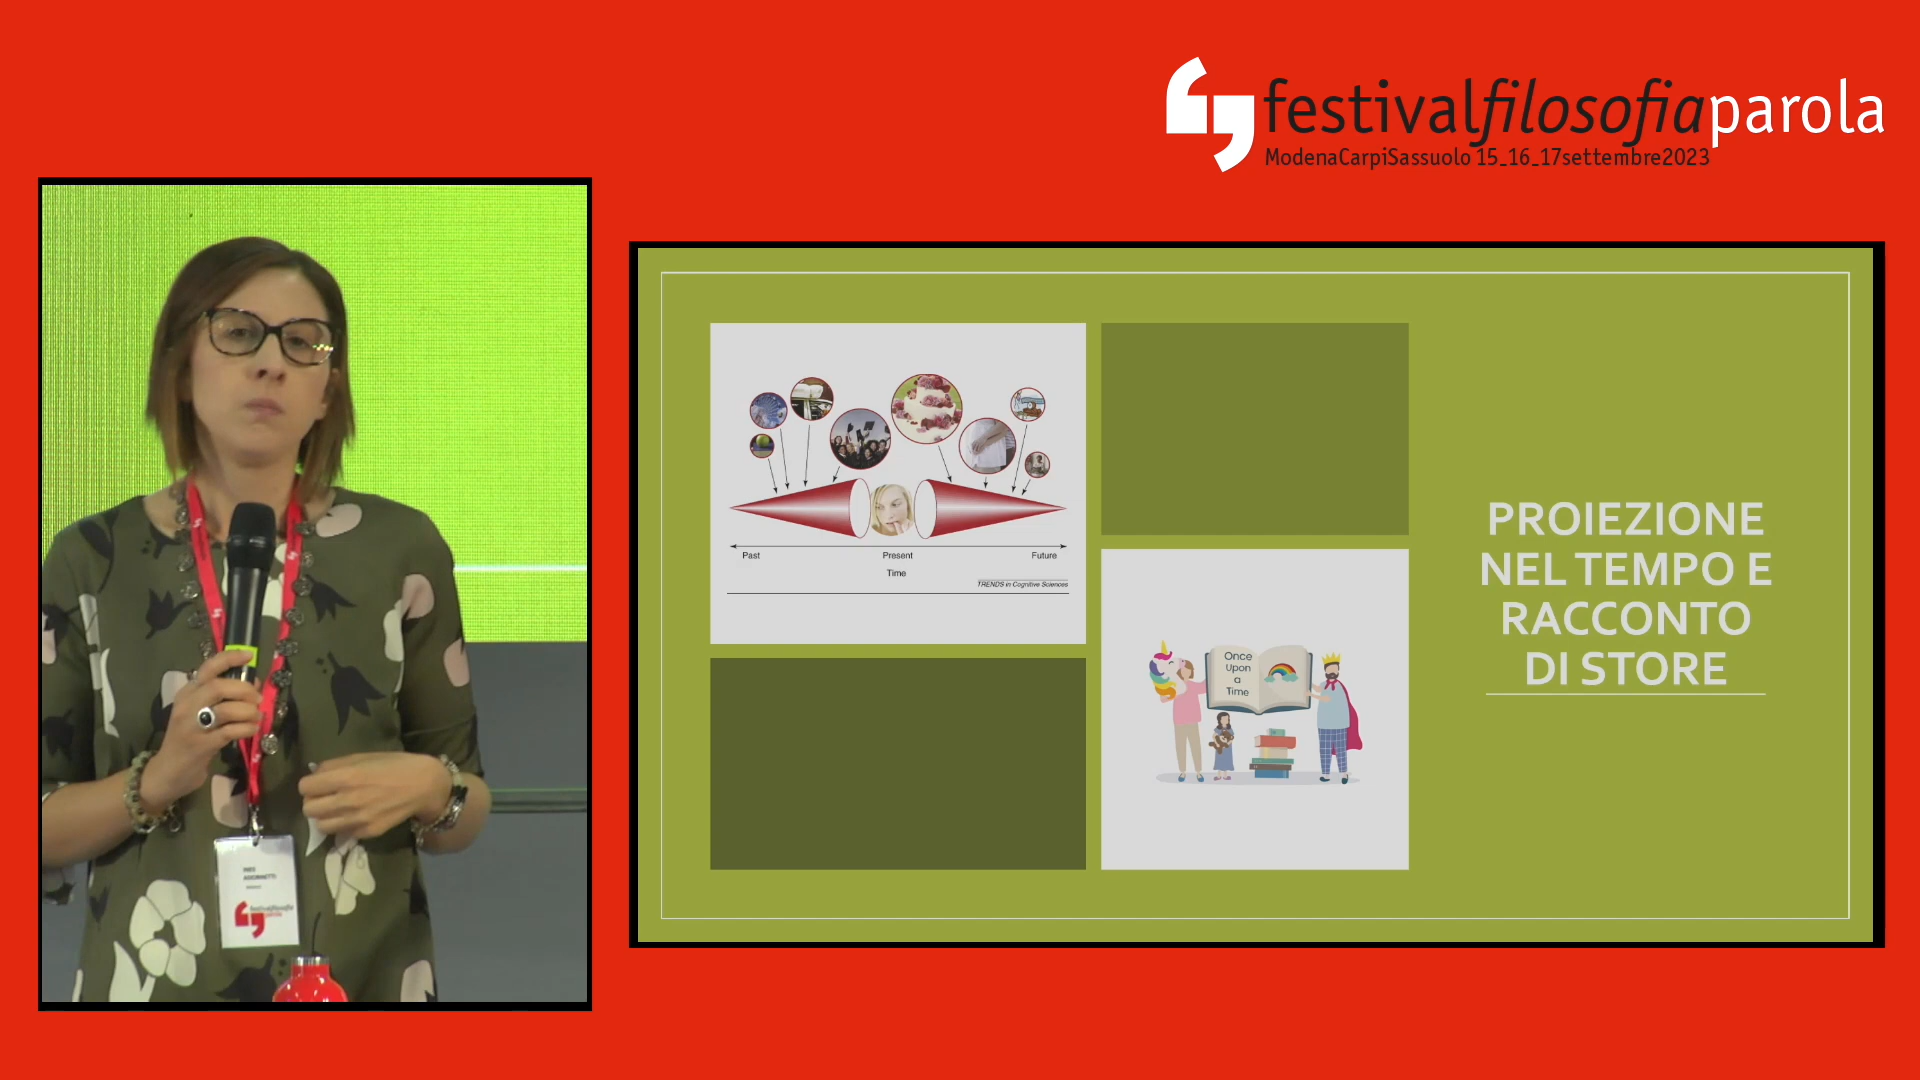 festivalfilosofiaparola
ModenaCarpiSassuolo 15_16_17settembre2023
Past
Present
Future
Time
TRENDS in Cognitive Sciences
Once
Upon
a
Time
PROIEZIONE
NEL TEMPO E
RACCONTO
DI STORE
festivalfilosofia